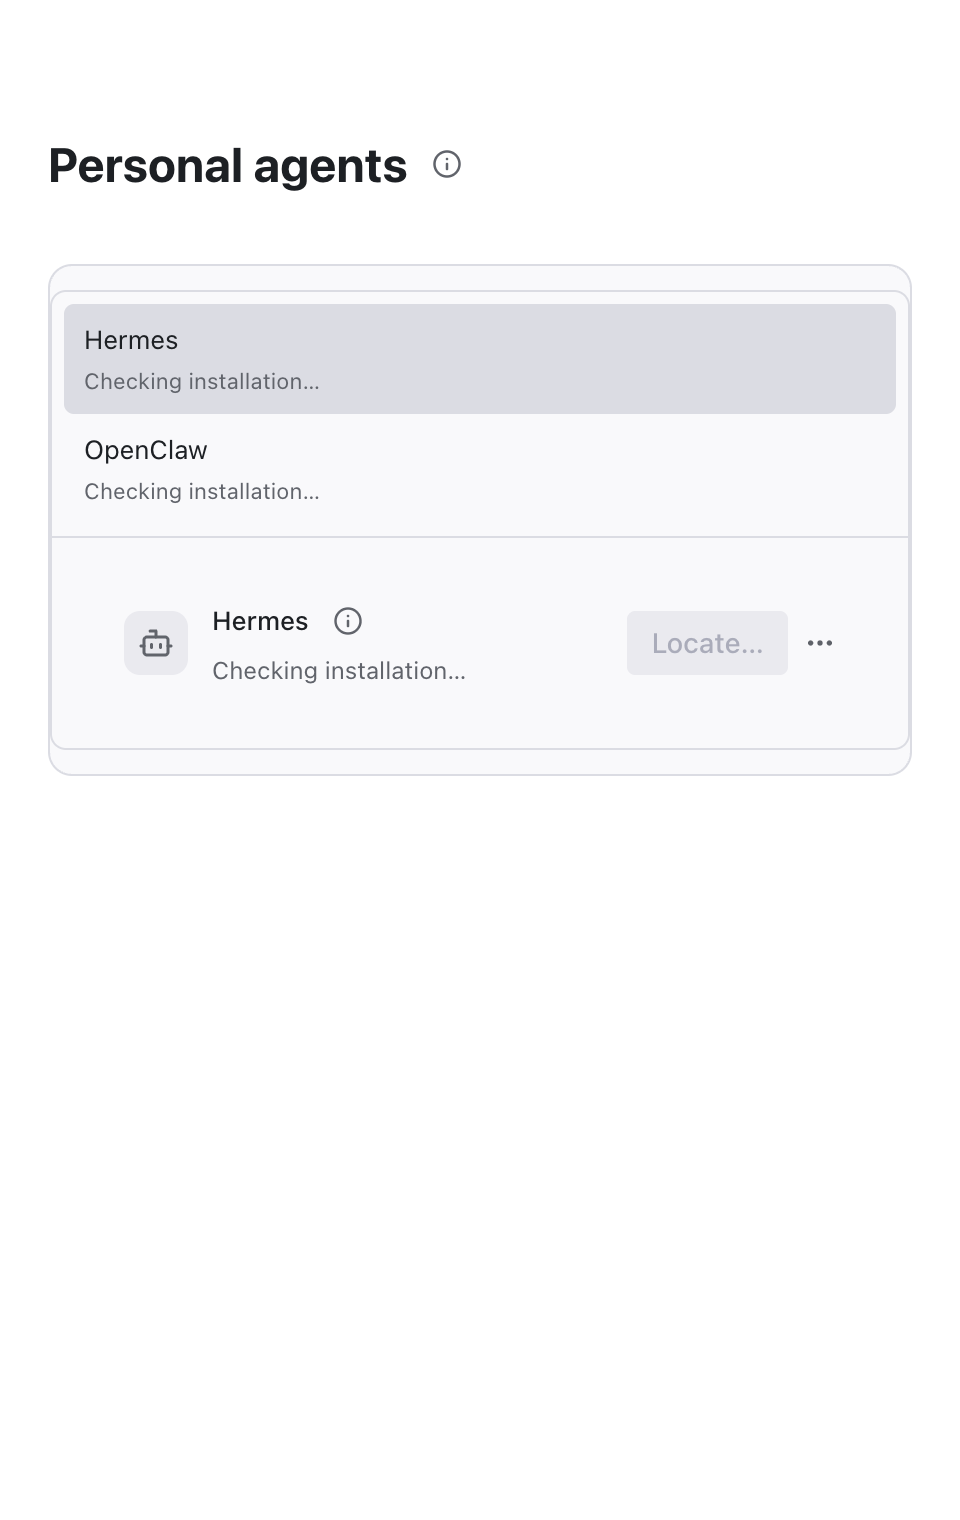 Personal agents
Hermes
Checking installation...
OpenClaw
Checking installation...
Hermes
Checking installation...
Locate...